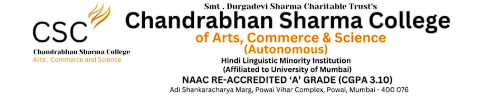 Smt. Durgadevi Sharma Charitable Trust's
CSC
Chandrabhan Sharma College
Arts , Commerce and Science
Chandrabhan Sharma College
of Arts, Commerce & Science
(Autonomous)
Hindi Linguistic Minority Institution
(Affiliated to University of Mumbai)
NAAC RE-ACCREDITED ‘A’ GRADE (CGPA 3.10)
Adi Shankaracharya Marg, Powai Vihar Complex, Powai, Mumbai - 400 076